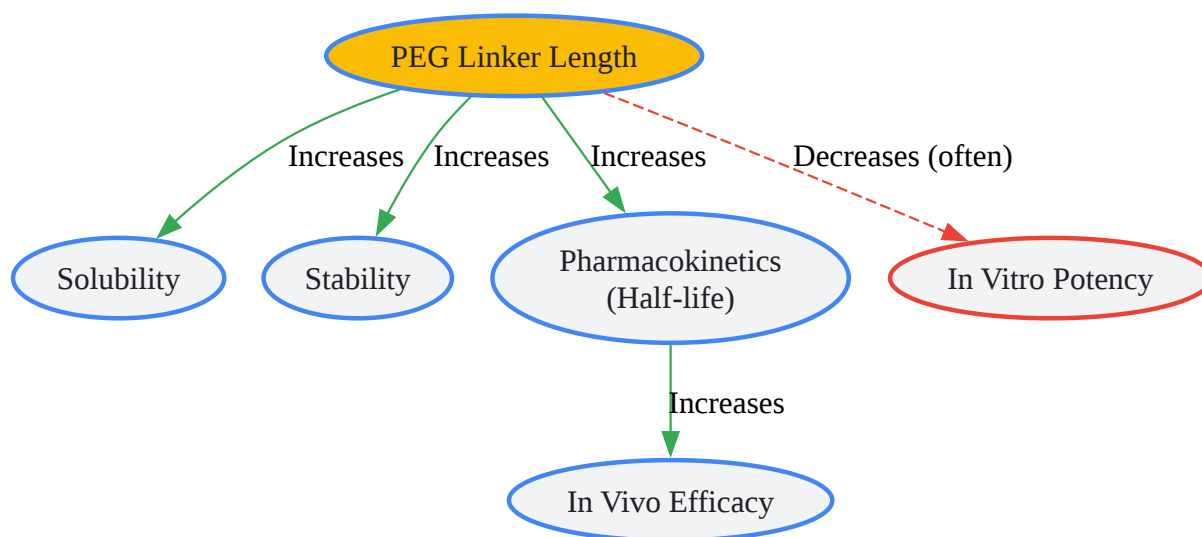 PEG Linker Length
Increases
Increases
Increases
Decreases (often)
Solubility
Stability
Pharmacokinetics
(Half-life)
In Vitro Potency
Increases
In Vivo Efficacy